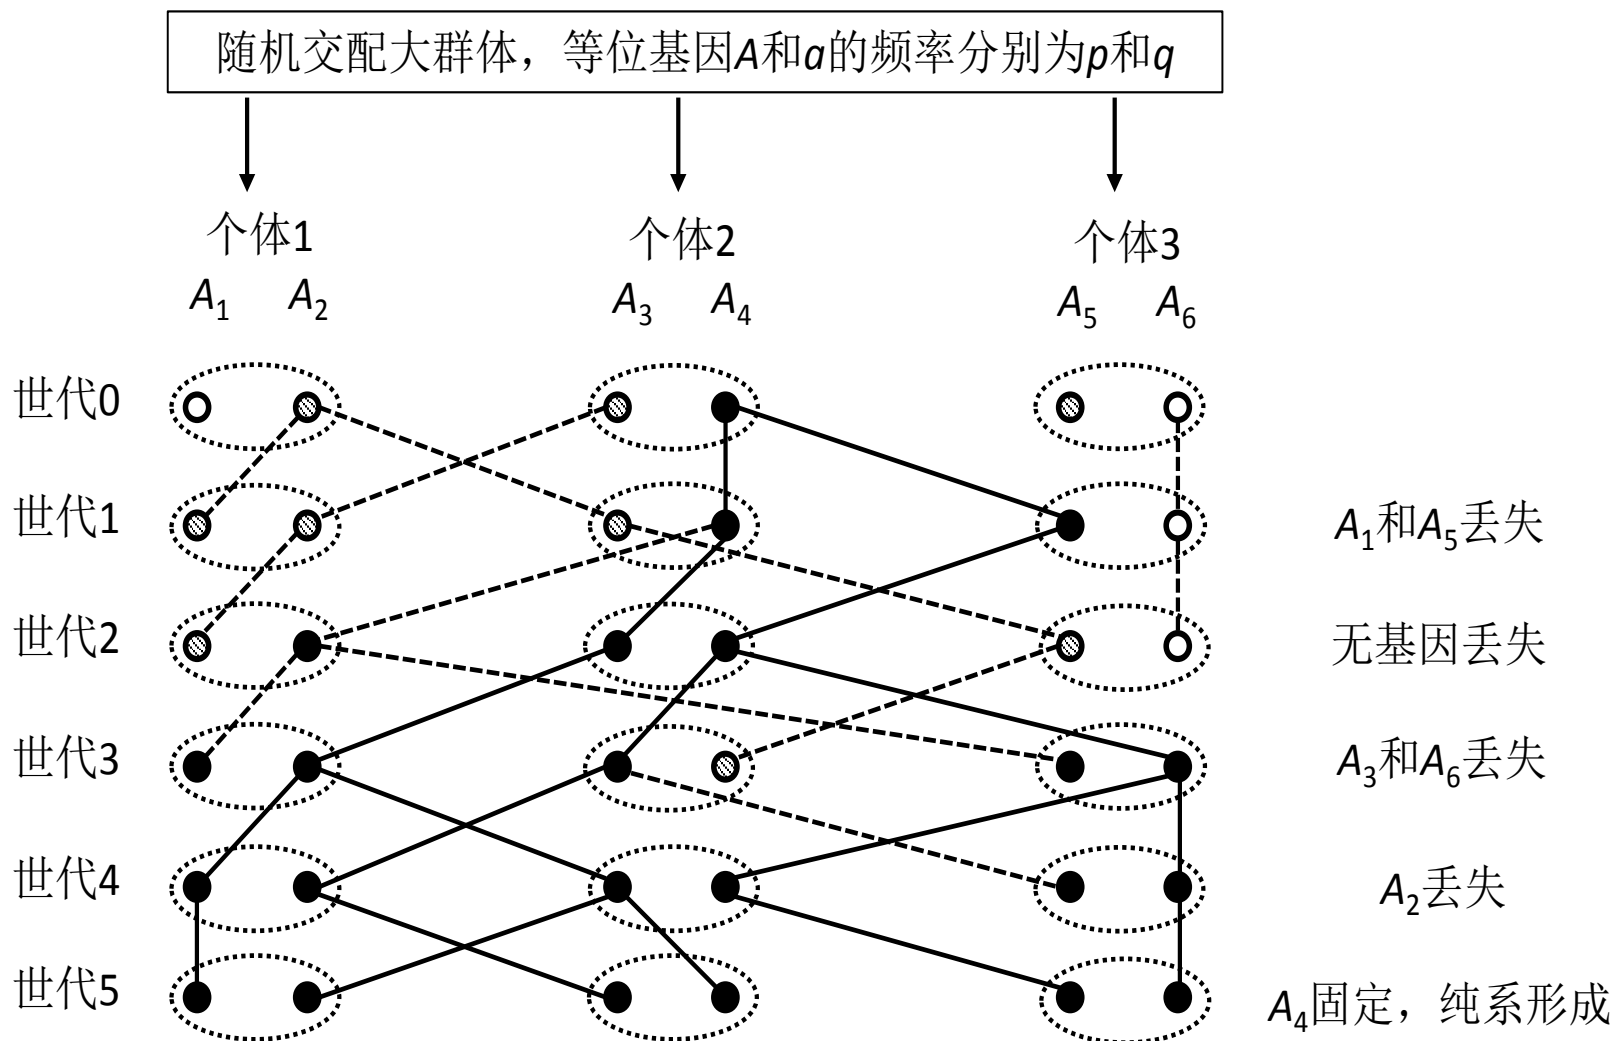 随机交配大群体，等位基因A和a的频率分别为p和q
个体1 个体2 个体3
A₁ A₂ A₃ A₄ A₅ A₆
世代0
世代1 A₁和A₅丢失
世代2 无基因丢失
世代3 A₃和A₆丢失
世代4 A₂丢失
世代5 A₄固定，纯系形成